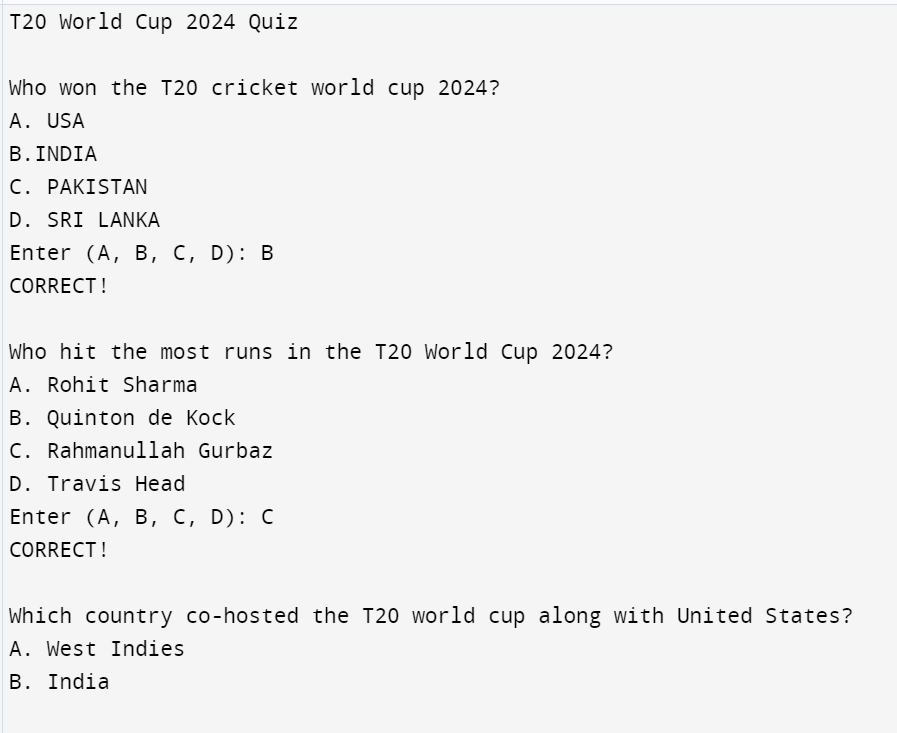 T20 World Cup 2024 Quiz
Who won the T20 cricket world cup 2024?
A. USA
B.INDIA
C. PAKISTAN
D. SRI LANKA
Enter (A, B, C, D): B
CORRECT!
Who hit the most runs in the T20 World Cup 2024?
A. Rohit Sharma
B. Quinton de Kock
C. Rahmanullah Gurbaz
D. Travis Head
Enter (A, B, C, D): C
CORRECT!
Which country co-hosted the T20 world cup along with United States?
A. West Indies
B. India